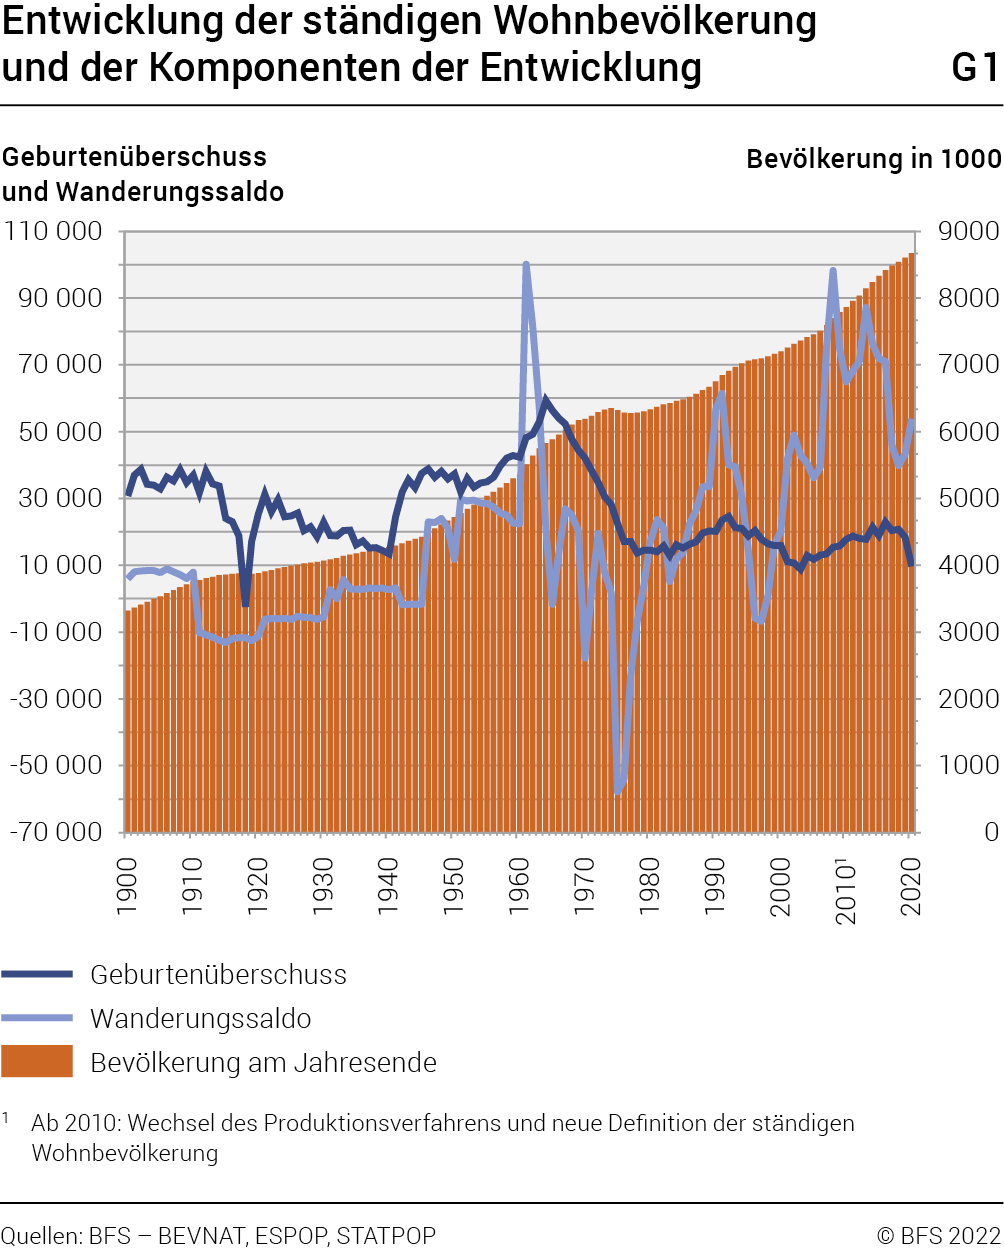 Entwicklung der ständigen Wohnbevölkerung
und der Komponenten der Entwicklung G1
Geburtenüberschuss
und Wanderungssaldo
Bevölkerung in 1000
110 000 9000
90 000 8000
70 000 7000
50 000 6000
30 000 5000
10 000 4000
-10 000 3000
-30 000 2000
-50 000 1000
-70 000 0
1900 1910 1920 1930 1940 1950 1960 1970 1980 1990 2000 2010¹ 2020
Geburtenüberschuss
Wanderungssaldo
Bevölkerung am Jahresende
¹ Ab 2010: Wechsel des Produktionsverfahrens und neue Definition der ständigen
Wohnbevölkerung
Quellen: BFS – BEVNAT, ESPOP, STATPOP © BFS 2022